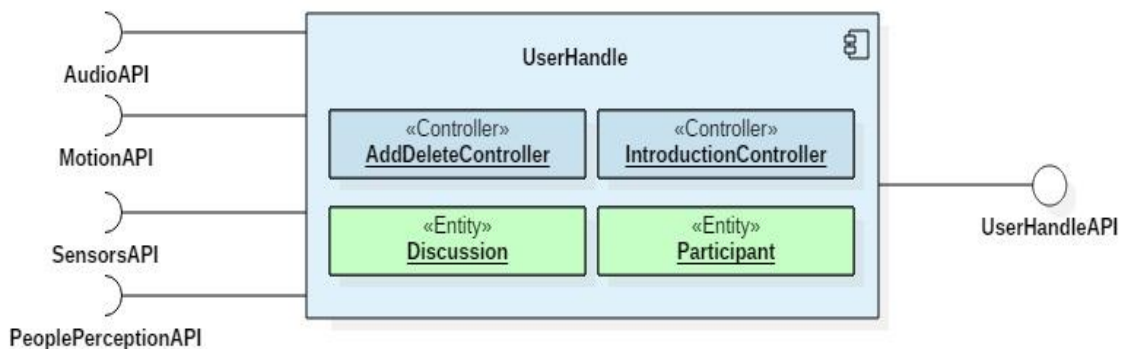 AudioAPI
MotionAPI
SensorsAPI
PeoplePerceptionAPI
UserHandle
«Controller»
AddDeleteController
«Controller»
IntroductionController
«Entity»
Discussion
«Entity»
Participant
UserHandleAPI